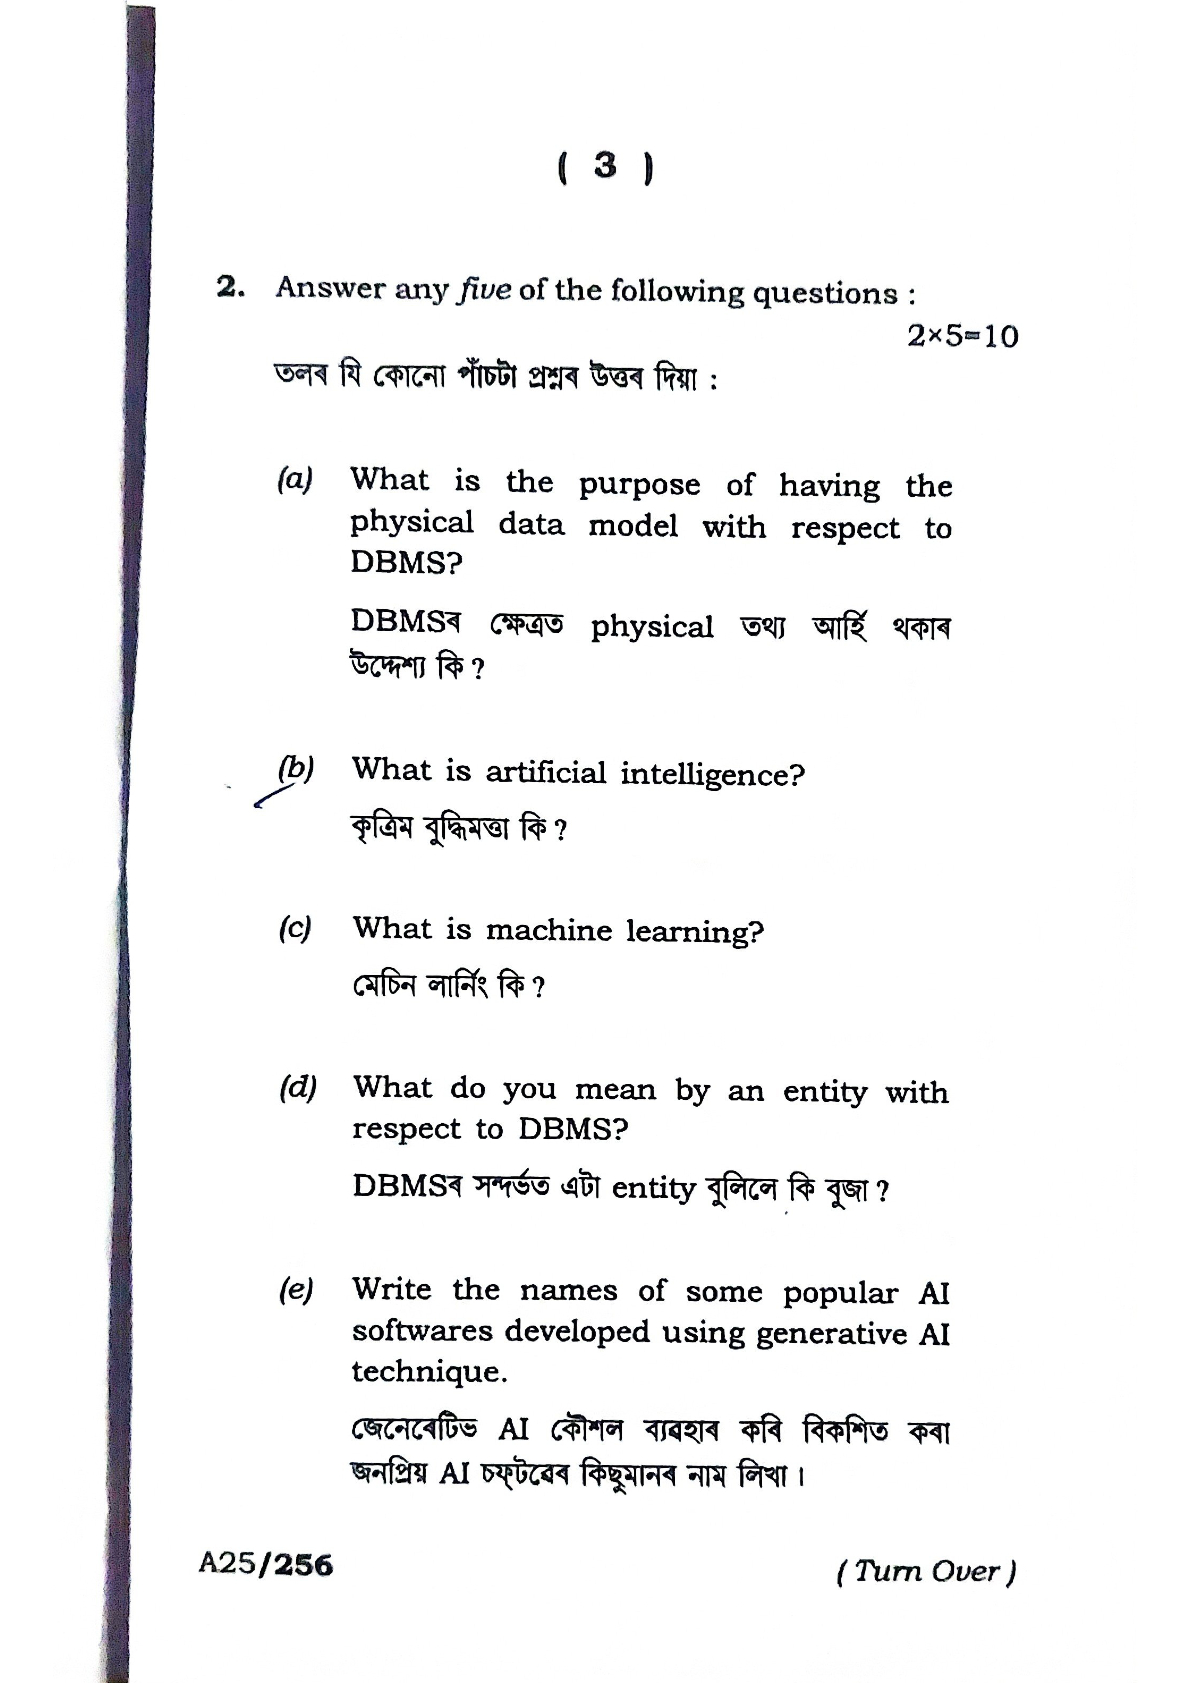 ( 3 )
2. Answer any five of the following questions :
2×5=10
তলৰ যি কোনো পাঁচটা প্ৰশ্নৰ উত্তৰ দিয়া :
(a) What is the purpose of having the
physical data model with respect to
DBMS?
DBMSৰ ক্ষেত্ৰত physical তথ্য আৰ্হি থকাৰ
উদ্দেশ্য কি ?
(b) What is artificial intelligence?
কৃত্ৰিম বুদ্ধিমত্তা কি ?
(c) What is machine learning?
মেচিন লাৰ্নিং কি ?
(d) What do you mean by an entity with
respect to DBMS?
DBMSৰ সন্দৰ্ভত এটা entity বুলিলে কি বুজা ?
(e) Write the names of some popular AI
softwares developed using generative AI
technique.
জেনেৰেটিভ AI কৌশল ব্যৱহাৰ কৰি বিকশিত কৰা
জনপ্ৰিয় AI চফ্‌টৱেৰ কিছুমানৰ নাম লিখা ।
A25/256
( Turn Over )